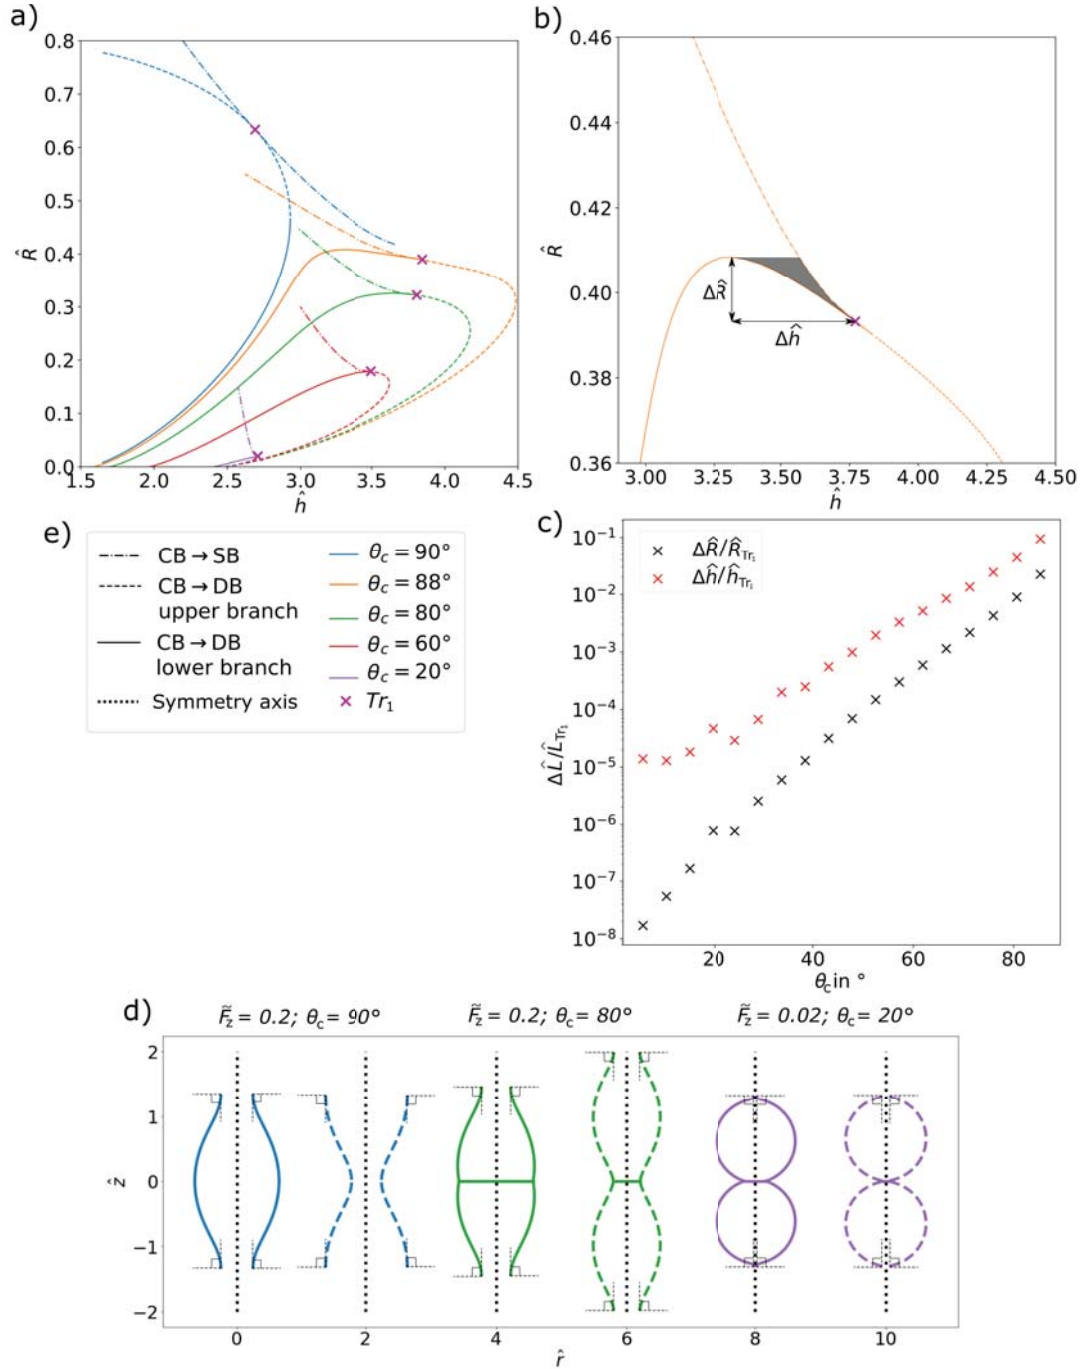 a)
0.8
0.7
0.6
0.5
0.4
0.3
0.2
0.1
0.0
R̂
1.5
2.0
2.5
3.0
3.5
4.0
4.5
ĥ
b)
0.46
0.44
0.42
0.40
0.38
0.36
R̂
ΔR̂
Δĥ
3.00
3.25
3.50
3.75
4.00
4.25
4.50
ĥ
e)
CB → SB
CB → DB
upper branch
CB → DB
lower branch
Symmetry axis
θc = 90°
θc = 88°
θc = 80°
θc = 60°
θc = 20°
Tr1
c)
ΔR̂/R̂Tr1
Δĥ/ĥTr1
10⁻¹
10⁻²
10⁻³
10⁻⁴
10⁻⁵
10⁻⁶
10⁻⁷
10⁻⁸
ΔL̂/L̂Tr1
20
40
60
80
θc in °
d)
F̃z = 0.2; θc = 90°
F̃z = 0.2; θc = 80°
F̃z = 0.02; θc = 20°
2
1
0
−1
−2
ẑ
0
2
4
6
8
10
r̂